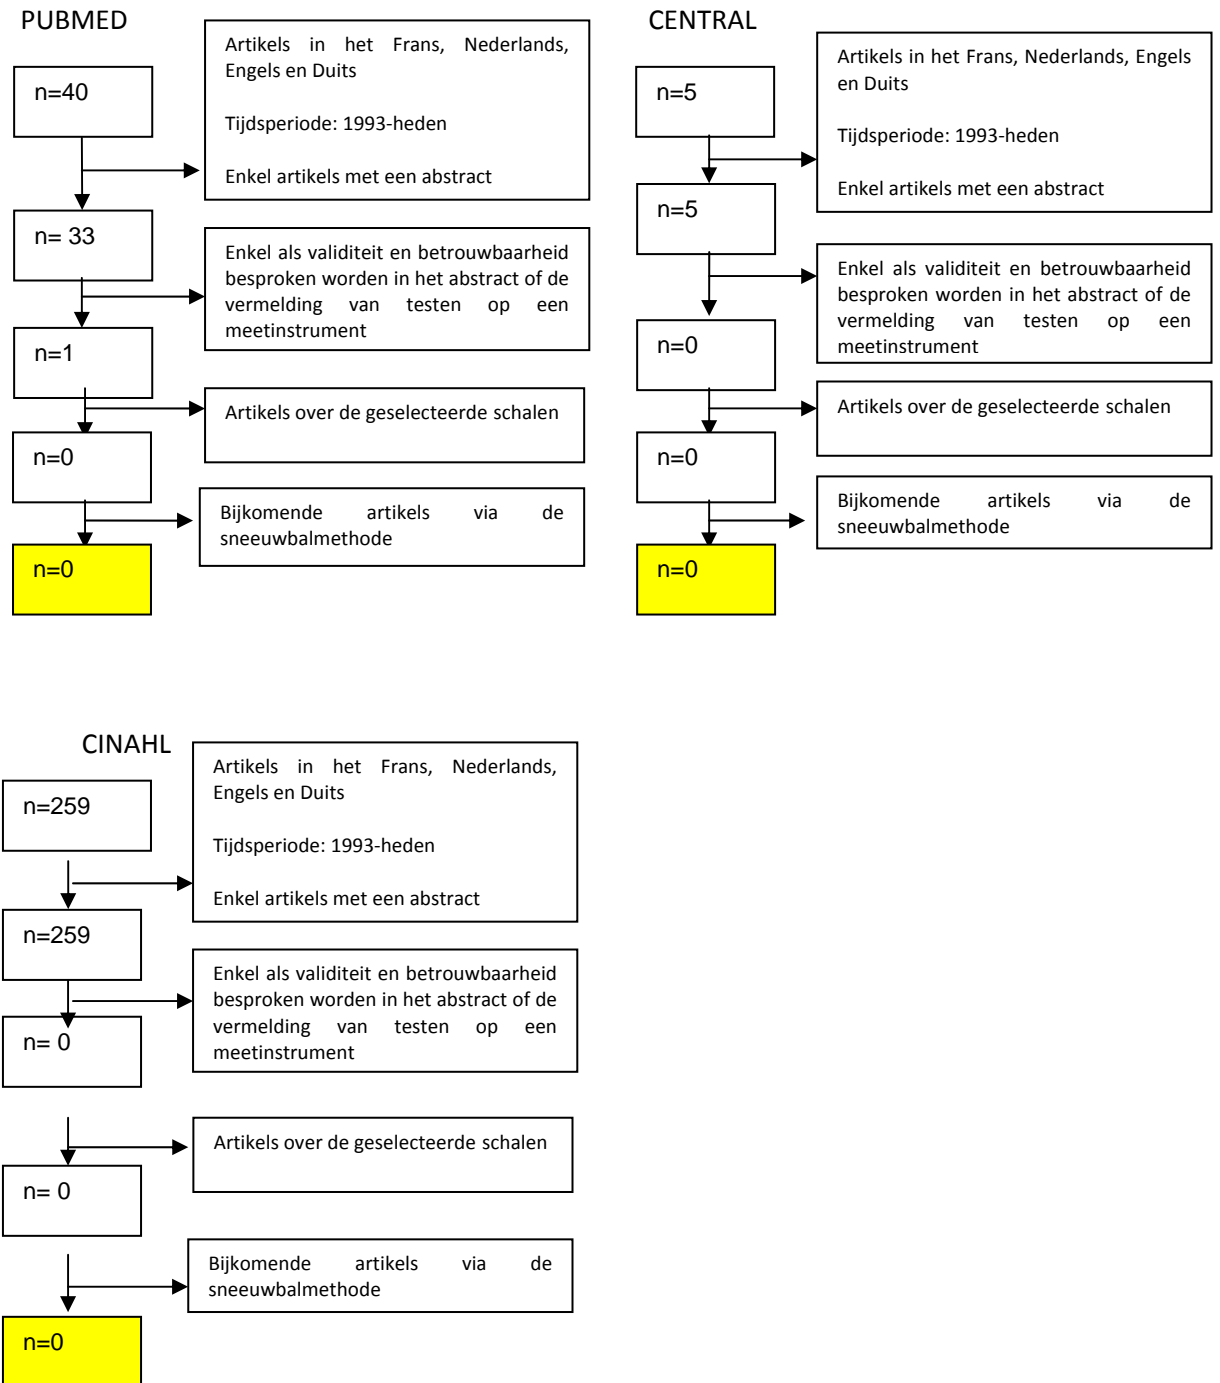 PUBMED
n=40
Artikels in het Frans, Nederlands,
Engels en Duits
Tijdsperiode: 1993-heden
Enkel artikels met een abstract
n= 33
Enkel als validiteit en betrouwbaarheid
besproken worden in het abstract of de
vermelding van testen op een
meetinstrument
n=1
Artikels over de geselecteerde schalen
n=0
Bijkomende artikels via de
sneeuwbalmethode
n=0
CENTRAL
n=5
Artikels in het Frans, Nederlands, Engels
en Duits
Tijdsperiode: 1993-heden
Enkel artikels met een abstract
n=5
Enkel als validiteit en betrouwbaarheid
besproken worden in het abstract of de
vermelding van testen op een
meetinstrument
n=0
Artikels over de geselecteerde schalen
n=0
Bijkomende artikels via de
sneeuwbalmethode
n=0
CINAHL
n=259
Artikels in het Frans, Nederlands,
Engels en Duits
Tijdsperiode: 1993-heden
Enkel artikels met een abstract
n=259
Enkel als validiteit en betrouwbaarheid
besproken worden in het abstract of de
vermelding van testen op een
meetinstrument
n= 0
Artikels over de geselecteerde schalen
n= 0
Bijkomende artikels via de
sneeuwbalmethode
n=0